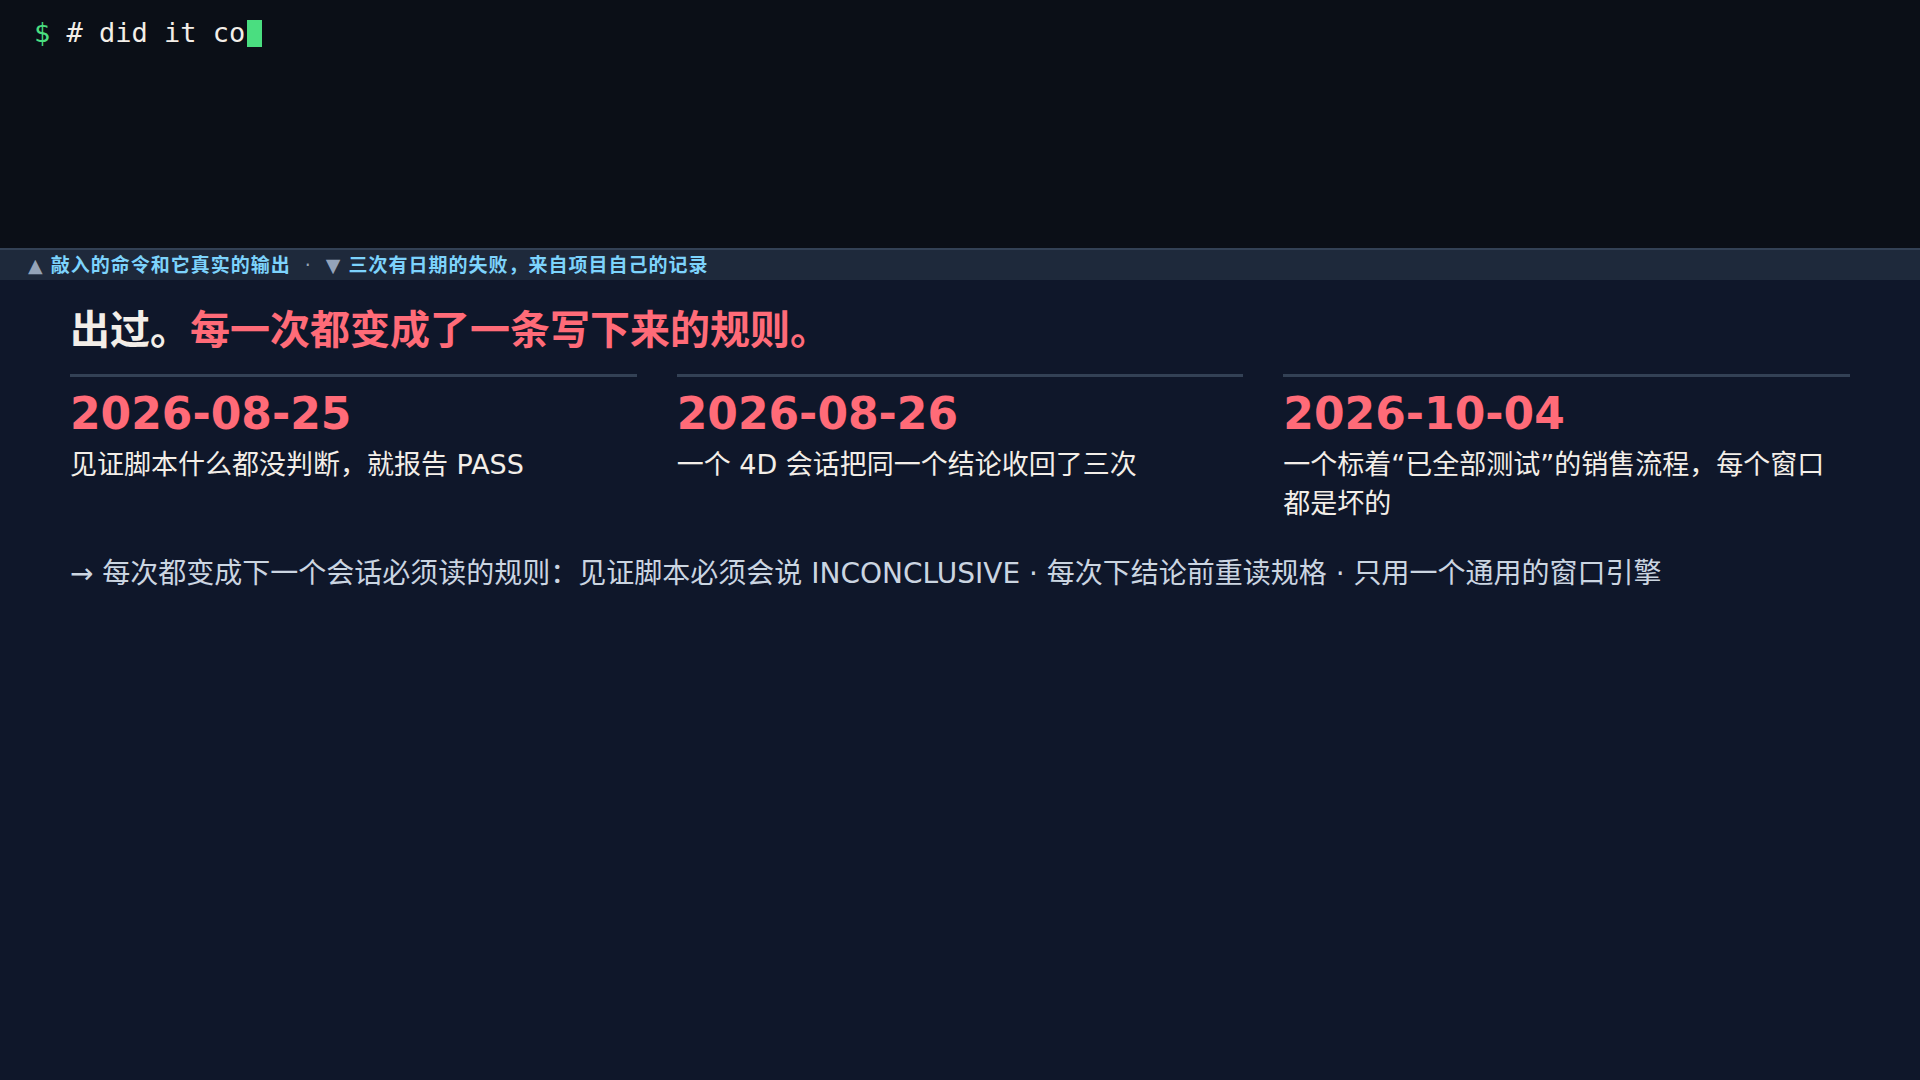 $ # did it co
▲ 敲入的命令和它真实的输出 · ▼ 三次有日期的失败，来自项目自己的记录
出过。每一次都变成了一条写下来的规则。
2026-08-25
见证脚本什么都没判断，就报告 PASS
2026-08-26
一个 4D 会话把同一个结论收回了三次
2026-10-04
一个标着“已全部测试”的销售流程，每个窗口
都是坏的
→ 每次都变成下一个会话必须读的规则：见证脚本必须会说 INCONCLUSIVE · 每次下结论前重读规格 · 只用一个通用的窗口引擎